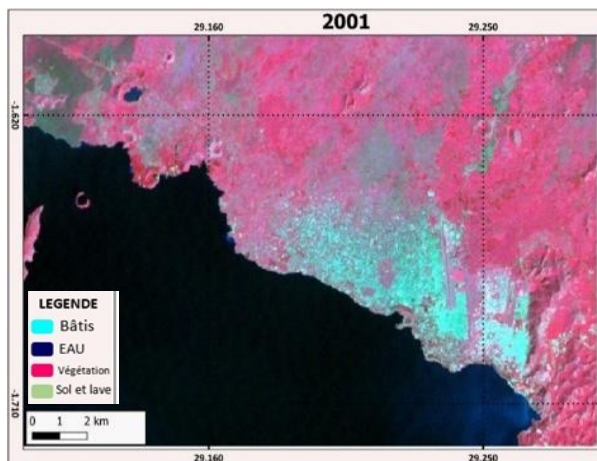 2001
29.160 29.250
-1.620
-1.710
LEGENDE
Bâtis
EAU
Végétation
Sol et lave
0 1 2 km
29.160 29.250